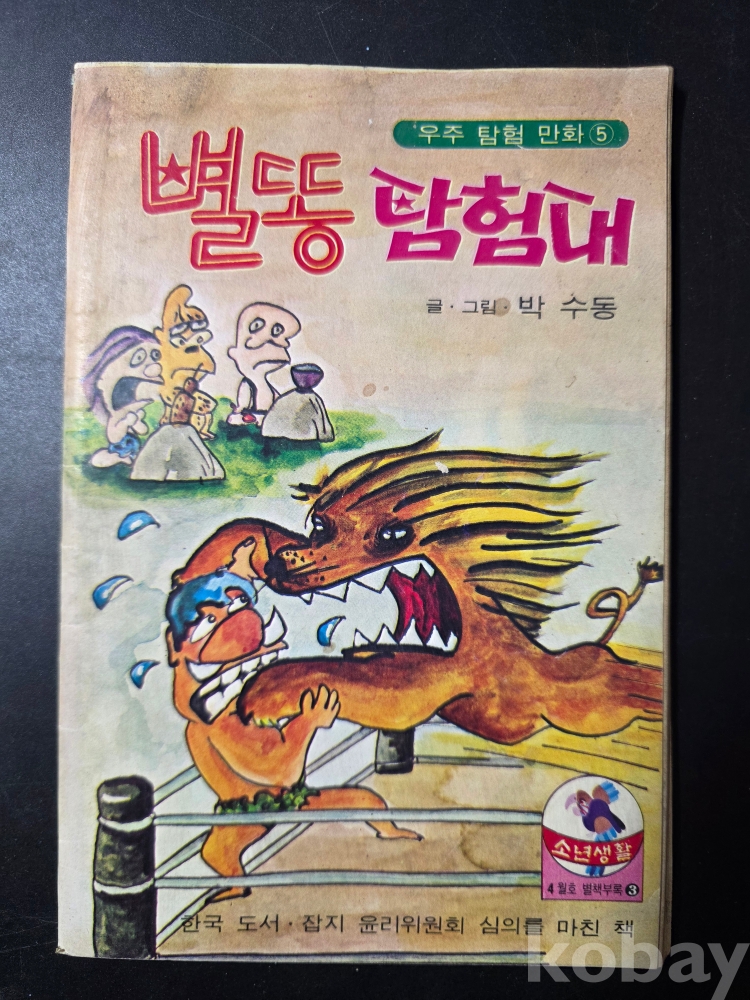 우주 탐험 만화 ⑤
별똥 탐험대
글·그림·박 수동
소년생활
4월호 별책부록 ❸
한국 도서·잡지 윤리위원회 심의를 마친 책
kobay